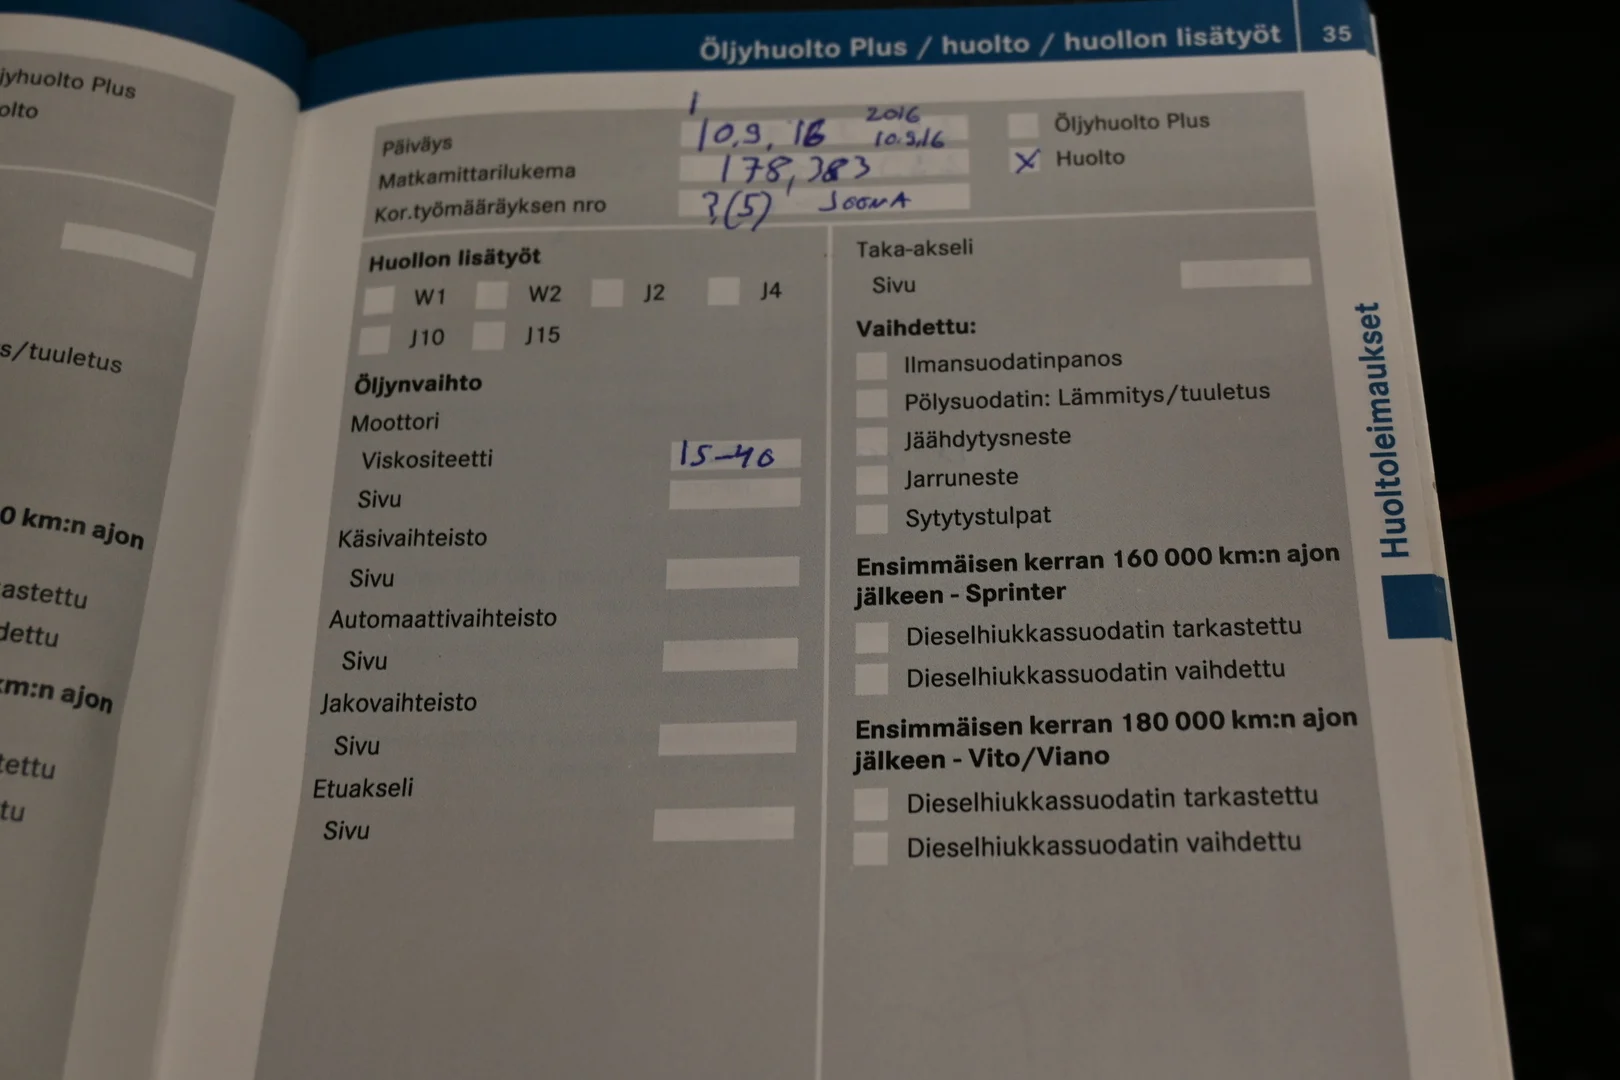 jyhuolto Plus
olto
s/tuuletus
0 km:n ajon
astettu
dettu
km:n ajon
tettu
tu
Öljyhuolto Plus / huolto / huollon lisätyöt 35
Päiväys 10.9.16 2016 10.9.16
Matkamittarilukema 178,383
Kor.työmääräyksen nro ?(5) JOONA
Öljyhuolto Plus
X Huolto
Huollon lisätyöt
W1 W2 J2 J4
J10 J15
Öljynvaihto
Moottori
Viskositeetti 15-40
Sivu
Käsivaihteisto
Sivu
Automaattivaihteisto
Sivu
Jakovaihteisto
Sivu
Etuakseli
Sivu
Taka-akseli
Sivu
Vaihdettu:
Ilmansuodatinpanos
Pölysuodatin: Lämmitys/tuuletus
Jäähdytysneste
Jarruneste
Sytytystulpat
Ensimmäisen kerran 160 000 km:n ajon
jälkeen - Sprinter
Dieselhiukkassuodatin tarkastettu
Dieselhiukkassuodatin vaihdettu
Ensimmäisen kerran 180 000 km:n ajon
jälkeen - Vito/Viano
Dieselhiukkassuodatin tarkastettu
Dieselhiukkassuodatin vaihdettu
Huoltoleimaukset